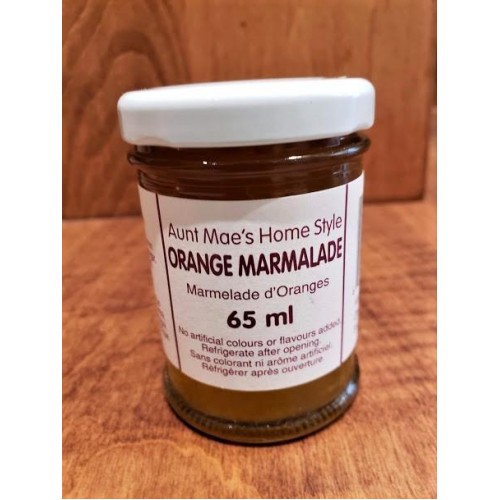 Aunt Mae's Home Style
ORANGE MARMALADE
Marmelade d'Oranges
65 ml
No artificial colours or flavours added.
Refrigerate after opening.
Sans colorant ni arôme artificiel.
Réfrigérer après ouverture